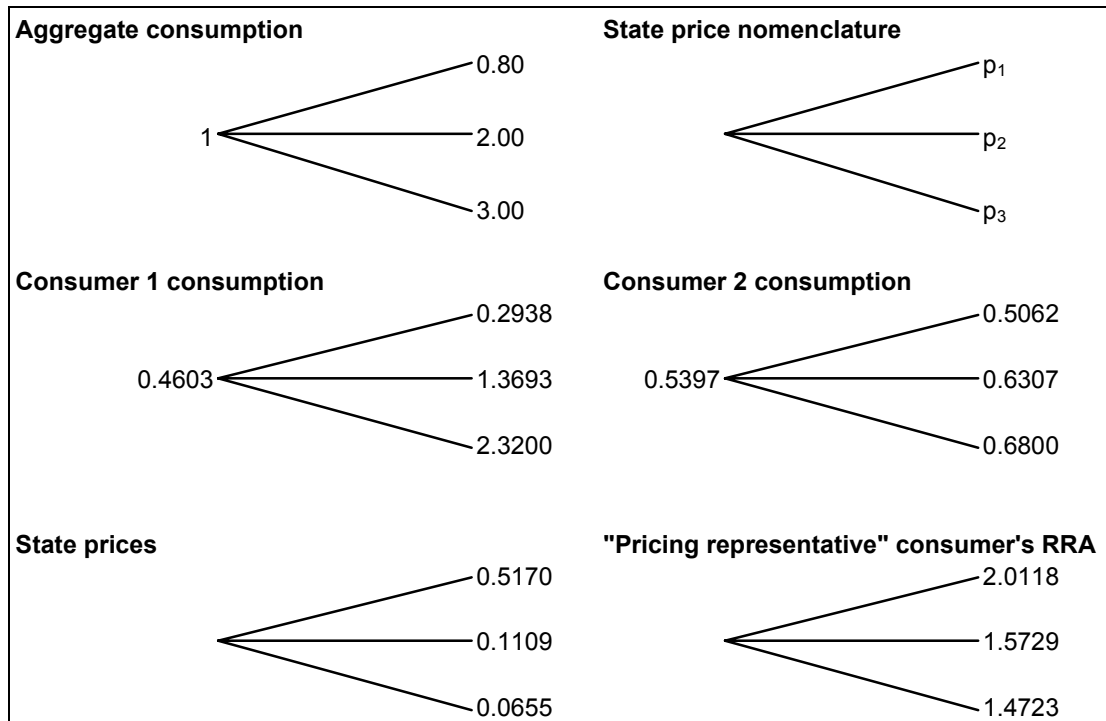 Aggregate consumption
0.80
1
2.00
3.00
State price nomenclature
p₁
p₂
p₃
Consumer 1 consumption
0.2938
0.4603
1.3693
2.3200
Consumer 2 consumption
0.5062
0.5397
0.6307
0.6800
State prices
0.5170
0.1109
0.0655
"Pricing representative" consumer's RRA
2.0118
1.5729
1.4723